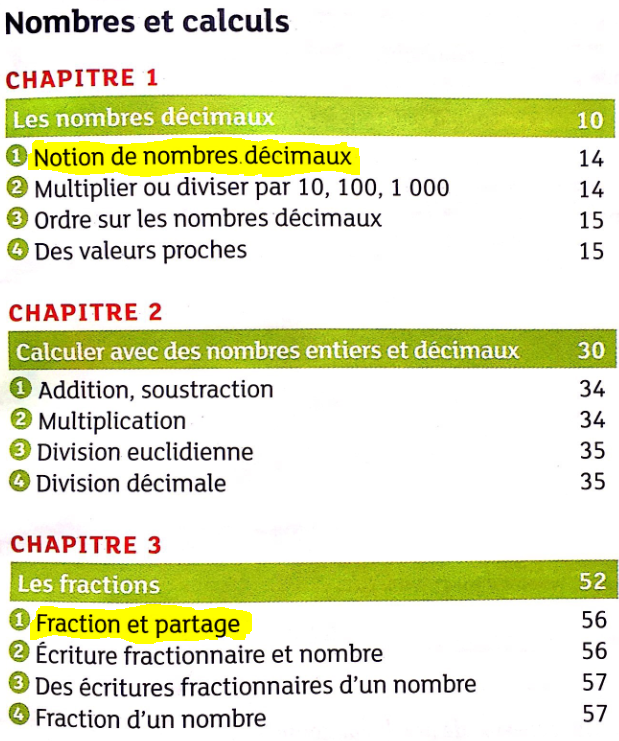 Nombres et calculs
CHAPITRE 1
Les nombres décimaux 10
1 Notion de nombres décimaux 14
2 Multiplier ou diviser par 10, 100, 1 000 14
3 Ordre sur les nombres décimaux 15
4 Des valeurs proches 15
CHAPITRE 2
Calculer avec des nombres entiers et décimaux 30
1 Addition, soustraction 34
2 Multiplication 34
3 Division euclidienne 35
4 Division décimale 35
CHAPITRE 3
Les fractions 52
1 Fraction et partage 56
2 Écriture fractionnaire et nombre 56
3 Des écritures fractionnaires d'un nombre 57
4 Fraction d'un nombre 57